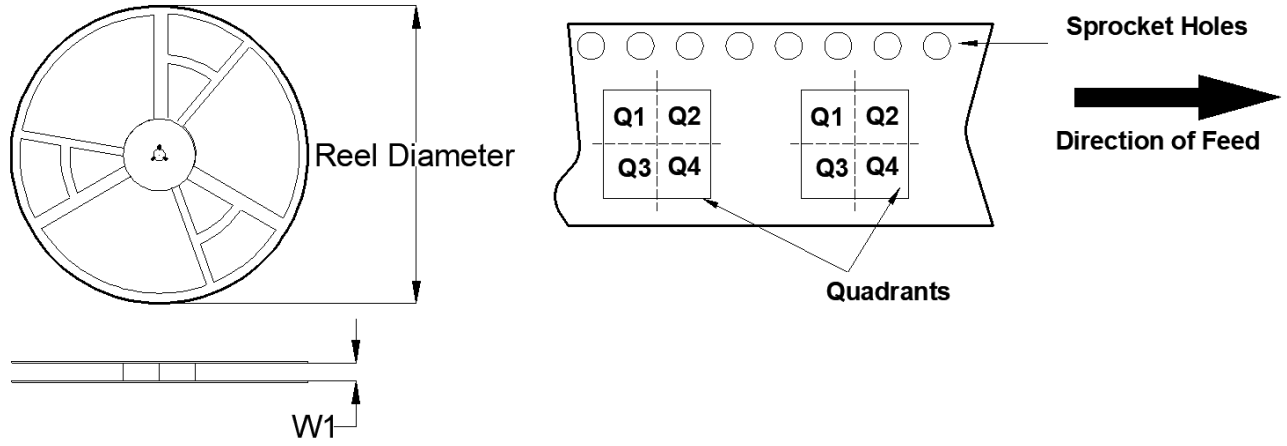 Reel Diameter
W1
Sprocket Holes
Direction of Feed
Q1 Q2 Q1 Q2
Q3 Q4 Q3 Q4
Quadrants